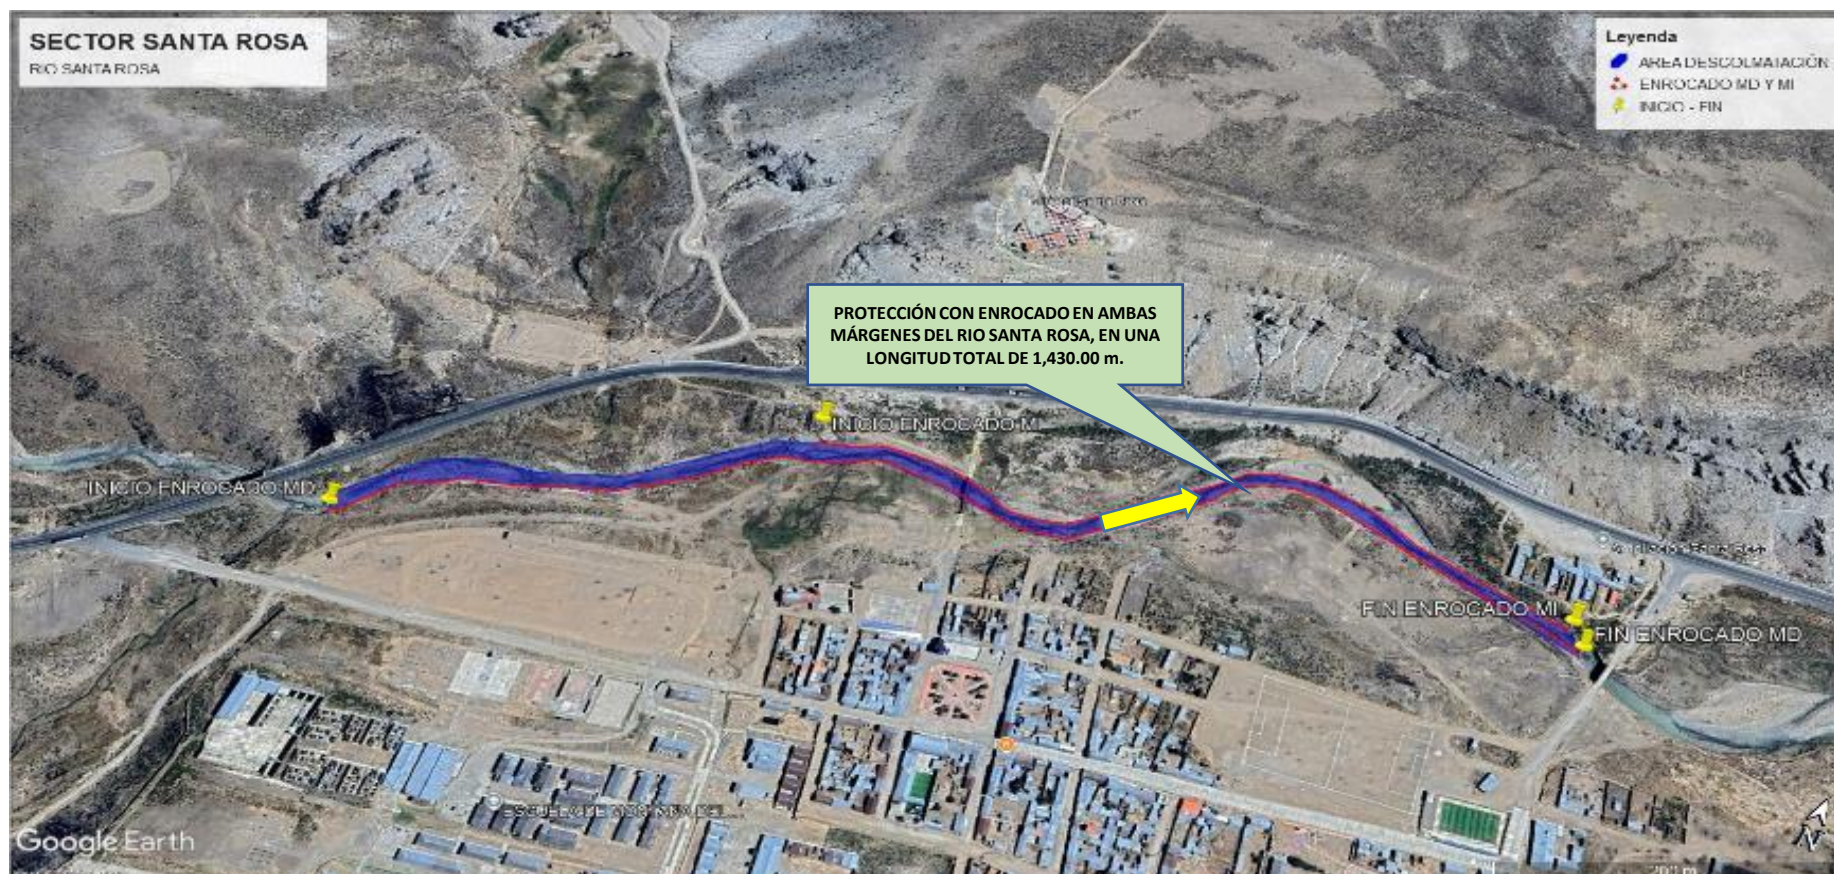 SECTOR SANTA ROSA
RIO SANTA ROSA
Leyenda
AREA DESCOLMATACIÓN
ENROCADO MD Y MI
INICIO - FIN
PROTECCIÓN CON ENROCADO EN AMBAS
MÁRGENES DEL RIO SANTA ROSA, EN UNA
LONGITUD TOTAL DE 1,430.00 m.
INICIO ENROCADO MI
INICIO ENROCADO MD
FIN ENROCADO MI
FIN ENROCADO MD
ESCUELA DE
Google Earth
N